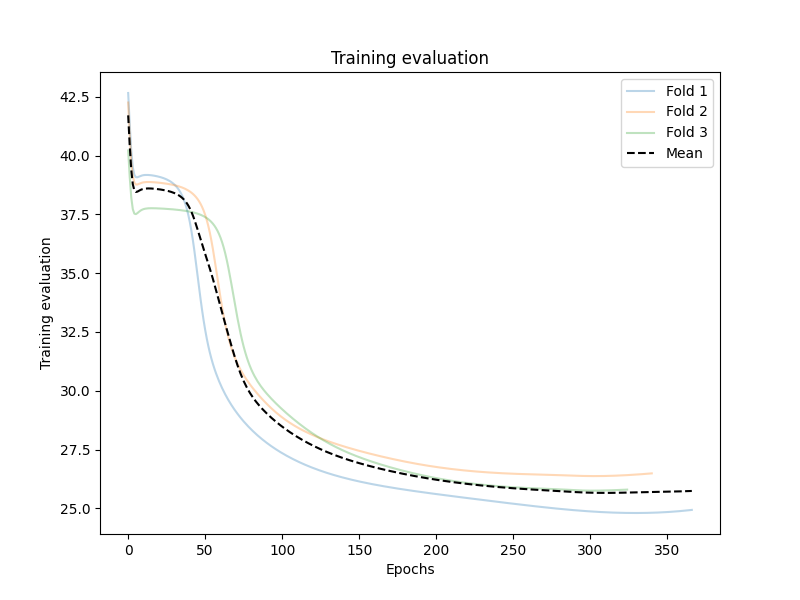 Training evaluation
Fold 1
Fold 2
Fold 3
Mean
Training evaluation
42.5
40.0
37.5
35.0
32.5
30.0
27.5
25.0
0 50 100 150 200 250 300 350
Epochs